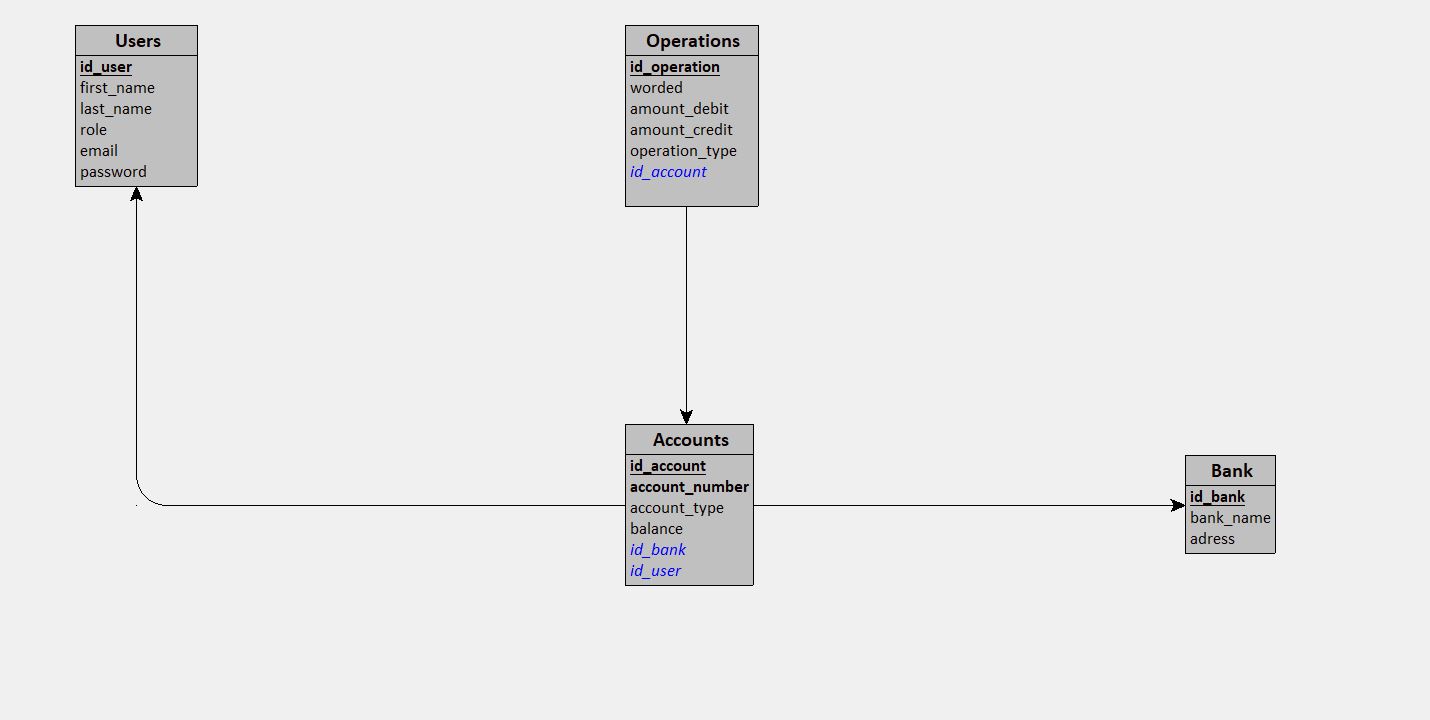 Users
id_user
first_name
last_name
role
email
password
Operations
id_operation
worded
amount_debit
amount_credit
operation_type
id_account
Accounts
id_account
account_number
account_type
balance
id_bank
id_user
Bank
id_bank
bank_name
adress